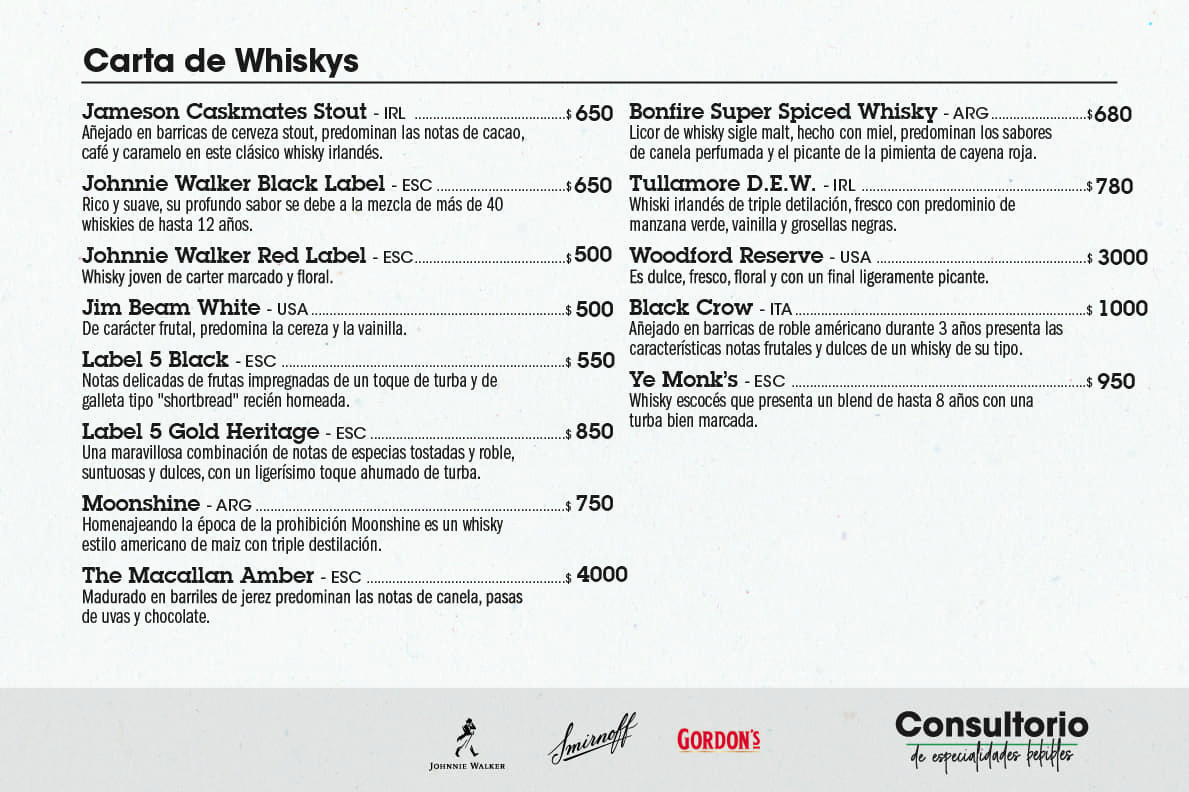 Carta de Whiskys
Jameson Caskmates Stout - IRL ........................................$ 650
Añejado en barricas de cerveza stout, predominan las notas de cacao,
café y caramelo en este clásico whisky irlandés.
Johnnie Walker Black Label - ESC ..................................$ 650
Rico y suave, su profundo sabor se debe a la mezcla de más de 40
whiskies de hasta 12 años.
Johnnie Walker Red Label - ESC........................................$ 500
Whisky joven de carter marcado y floral.
Jim Beam White - USA....................................................................$ 500
De carácter frutal, predomina la cereza y la vainilla.
Label 5 Black - ESC ............................................................................$ 550
Notas delicadas de frutas impregnadas de un toque de turba y de
galleta tipo "shortbread" recién horneada.
Label 5 Gold Heritage - ESC....................................................$ 850
Una maravillosa combinación de notas de especias tostadas y roble,
suntuosas y dulces, con un ligerísimo toque ahumado de turba.
Moonshine - ARG ...................................................................................$ 750
Homenajeando la época de la prohibición Moonshine es un whisky
estilo americano de maiz con triple destilación.
The Macallan Amber - ESC .....................................................$ 4000
Madurado en barriles de jerez predominan las notas de canela, pasas
de uvas y chocolate.
Bonfire Super Spiced Whisky - ARG..........................$680
Licor de whisky sigle malt, hecho con miel, predominan los sabores
de canela perfumada y el picante de la pimienta de cayena roja.
Tullamore D.E.W. - IRL ............................................................$ 780
Whiski irlandés de triple detilación, fresco con predominio de
manzana verde, vainilla y grosellas negras.
Woodford Reserve - USA ........................................................$ 3000
Es dulce, fresco, floral y con un final ligeramente picante.
Black Crow - ITA ..............................................................................$ 1000
Añejado en barricas de roble américano durante 3 años presenta las
características notas frutales y dulces de un whisky de su tipo.
Ye Monk's - ESC ...............................................................................$ 950
Whisky escocés que presenta un blend de hasta 8 años con una
turba bien marcada.
JOHNNIE WALKER
Smirnoff
GORDON'S
Consultorio
de especialidades bebibles